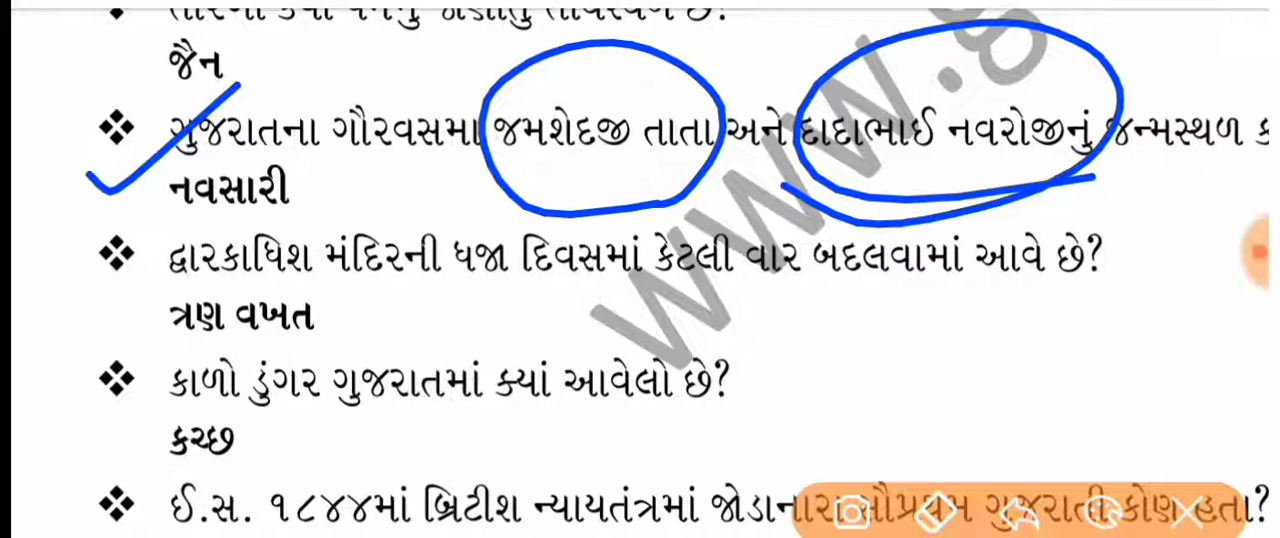 જૈન
ગુજરાતના ગૌરવસમા જમશેદજી તાતા અને દાદાભાઈ નવરોજીનું જન્મસ્થળ
નવસારી
દ્વારકાધિશ મંદિરની ધજા દિવસમાં કેટલી વાર બદલવામાં આવે છે?
ત્રણ વખત
કાળો ડુંગર ગુજરાતમાં ક્યાં આવેલો છે?
કચ્છ
ઈ.સ. ૧૮૪૪માં બ્રિટીશ ન્યાયતંત્રમાં જોડાનારા સૌપ્રથમ ગુજરાતી કોણ હતા?
www.g